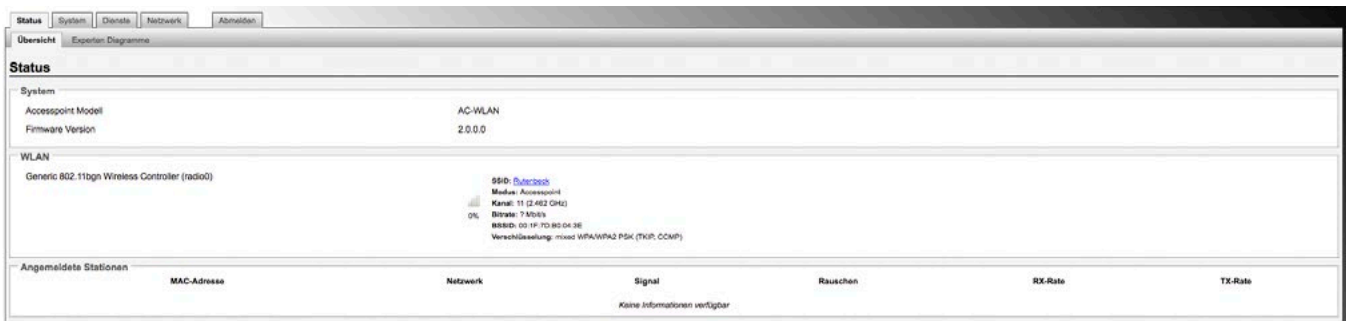 Status System Dienste Netzwerk Abmelden
Übersicht Experten Diagramme
Status
System
Accesspoint Modell AC-WLAN
Firmware Version 2.0.0.0
WLAN
Generic 802.11bgn Wireless Controller (radio0)
SSID: Rutenbeck
Modus: Accesspoint
Kanal: 11 (2.462 GHz)
0% Bitrate: ? Mbit/s
BSSID: 00:1F:7D:B0:04:3E
Verschlüsselung: mixed WPA/WPA2 PSK (TKIP, CCMP)
Angemeldete Stationen
MAC-Adresse Netzwerk Signal Rauschen RX-Rate TX-Rate
Keine Informationen verfügbar